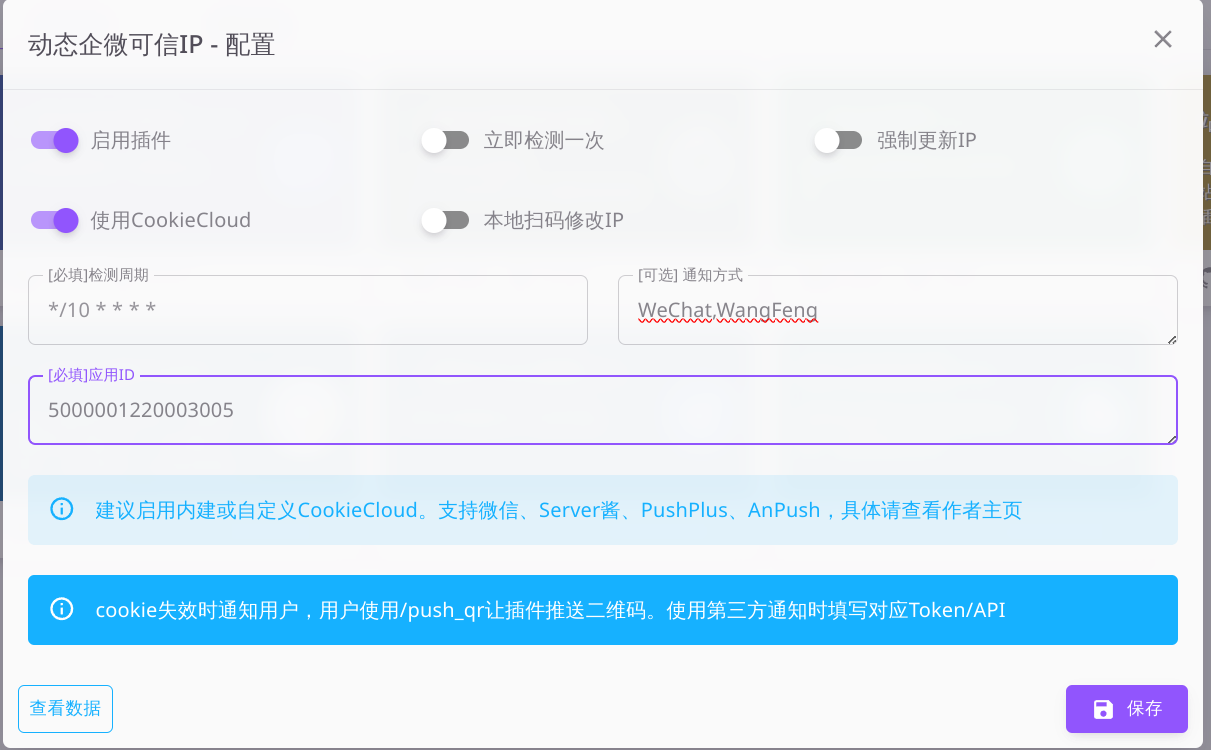 动态企微可信IP - 配置
启用插件
立即检测一次
强制更新IP
使用CookieCloud
本地扫码修改IP
[必填]检测周期
*/10 * * * *
[可选] 通知方式
WeChat,WangFeng
[必填]应用ID
5000001220003005
建议启用内建或自定义CookieCloud。支持微信、Server酱、PushPlus、AnPush，具体请查看作者主页
cookie失效时通知用户，用户使用/push_qr让插件推送二维码。使用第三方通知时填写对应Token/API
查看数据
保存